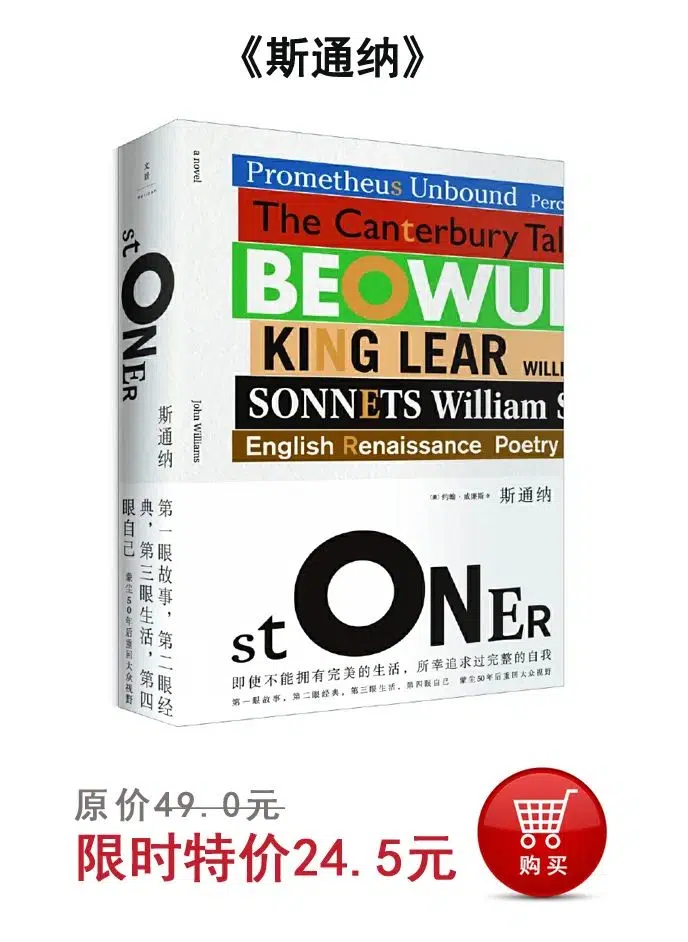 《斯通纳》
文景
HORIZON
stONER
斯通纳
第一眼故事，第二眼经
典，第三眼生活，第四
眼自己
蒙尘50年后重回大众视野
a novel
John Williams
Prometheus Unbound Perc
The Canterbury Tal
BEOWUL
KING LEAR WILLI
SONNETS William S
English Renaissance Poetry
（美）约翰·威廉斯 著 斯通纳
stONER
即使不能拥有完美的生活，所幸追求过完整的自我
第一眼故事，第二眼经典，第三眼生活，第四眼自己 蒙尘50年后重回大众视野
原价49.0元
限时特价24.5元
购买